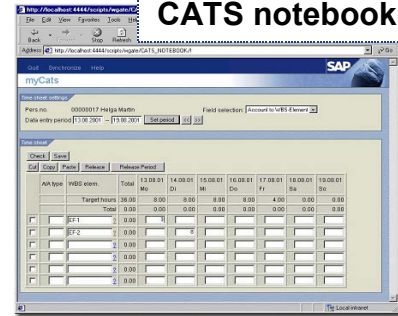 CATS notebook
http://localhost:4444/scripts/wgate/
File Edit View Favorites Tools
Back Stop Refresh
Address http://localhost:4444/scripts/wgate/CATS_NOTEBOOK/! Go
Quit Synchronize Help
SAP
myCats
Time sheet settings
Pers.no. 00000017 Helga Martin Field selection: Account to WBS-Element
Data entry period 13.08.2001 – 19.08.2001 Set period << >>
Time sheet
Check Save
Cut Copy Paste Release Release Period
A/A type WBS elem. Total 13.08.01 14.08.01 15.08.01 16.08.01 17.08.01 18.08.01 19.08.01
Mo Di Mi Do Fr Sa So
Target hours 36.00 8.00 8.00 8.00 8.00 4.00 0.00 0.00
Total 0.00 0.00 0.00 0.00 0.00 0.00 0.00 0.00
EF-1 ? 0.00
EF-2 ? 0.00 8
? 0.00
? 0.00
? 0.00
Local intranet